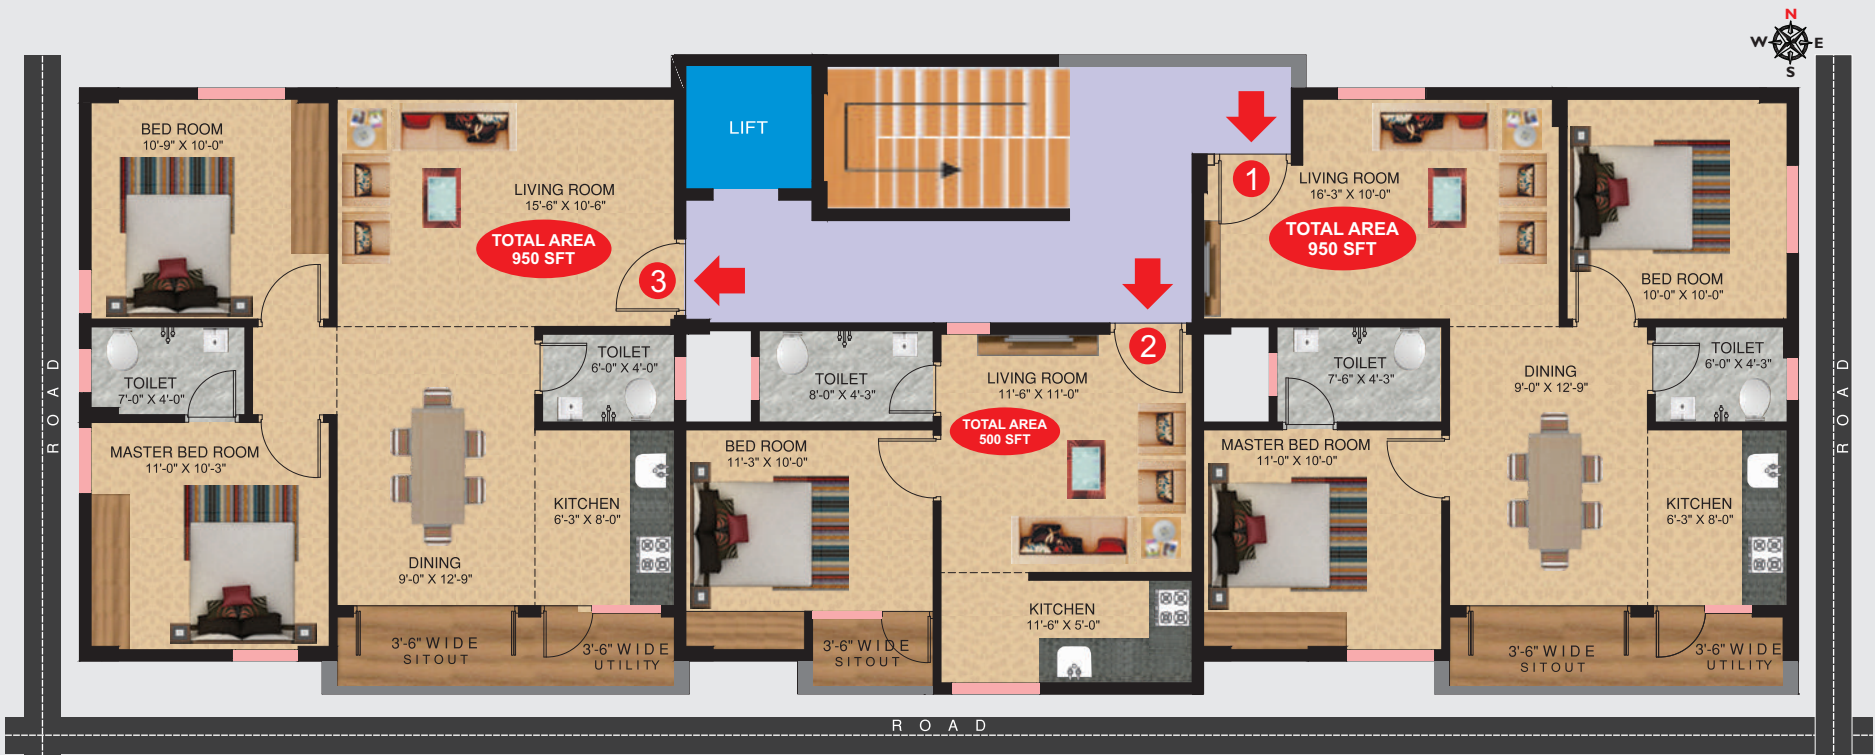 N
W E
S
BED ROOM
10'-9" X 10'-0"
LIVING ROOM
15'-6" X 10'-6"
TOTAL AREA
950 SFT
3
TOILET
7'-0" X 4'-0"
TOILET
6'-0" X 4'-0"
MASTER BED ROOM
11'-0" X 10'-3"
DINING
9'-0" X 12'-9"
KITCHEN
6'-3" X 8'-0"
3'-6" WIDE
SITOUT
3'-6" WIDE
UTILITY
LIFT
2
TOILET
8'-0" X 4'-3"
LIVING ROOM
11'-6" X 11'-0"
TOTAL AREA
500 SFT
BED ROOM
11'-3" X 10'-0"
KITCHEN
11'-6" X 5'-0"
3'-6" WIDE
SITOUT
1
LIVING ROOM
16'-3" X 10'-0"
TOTAL AREA
950 SFT
BED ROOM
10'-0" X 10'-0"
TOILET
7'-6" X 4'-3"
DINING
9'-0" X 12'-9"
TOILET
6'-0" X 4'-3"
MASTER BED ROOM
11'-0" X 10'-0"
KITCHEN
6'-3" X 8'-0"
3'-6" WIDE
SITOUT
3'-6" WIDE
UTILITY
ROAD
ROAD
ROAD